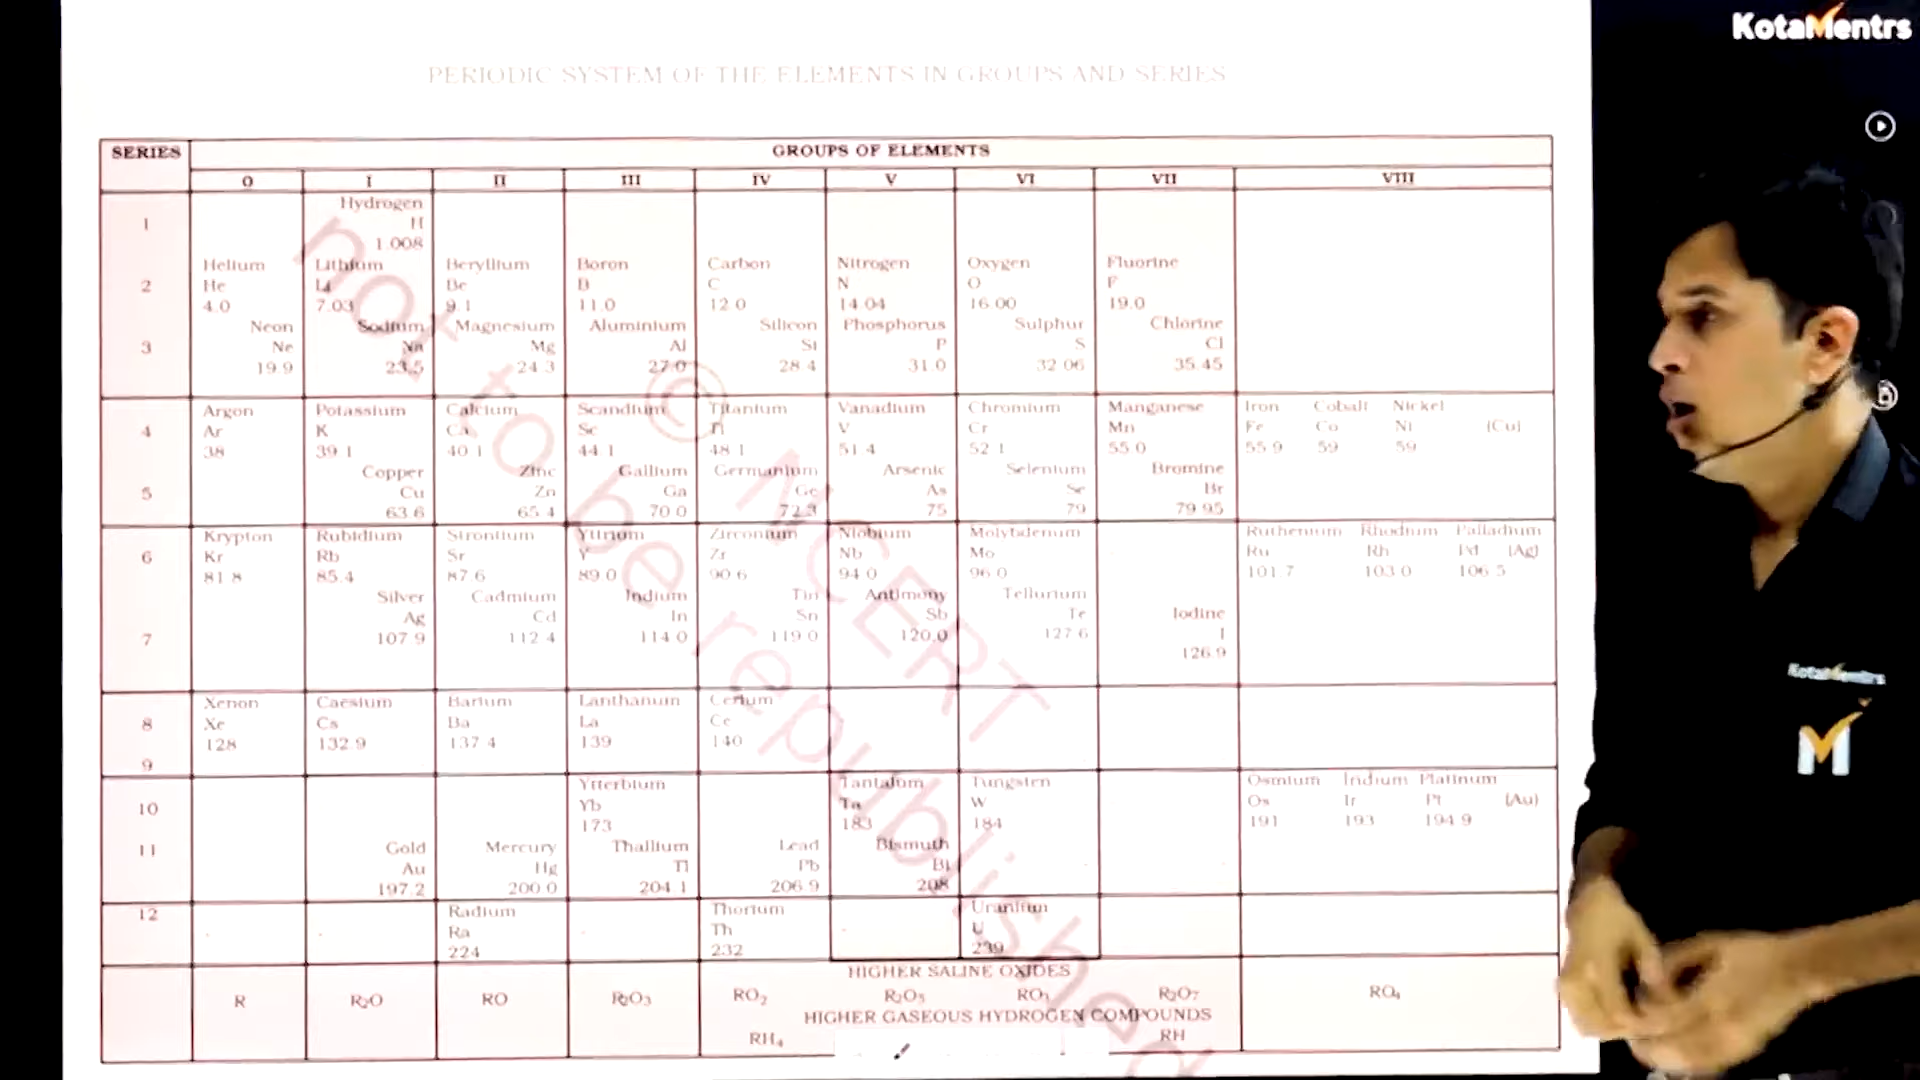 KotaMentrs
PERIODIC SYSTEM OF THE ELEMENTS IN GROUPS AND SERIES
SERIES GROUPS OF ELEMENTS
0 I II III IV V VI VII VIII
Hydrogen
1 H
1.008
Helium Lithium Beryllium Boron Carbon Nitrogen Oxygen Fluorine
2 He Li Be B C N O F
4.0 7.03 9.1 11.0 12.0 14.04 16.00 19.0
Neon Sodium Magnesium Aluminium Silicon Phosphorus Sulphur Chlorine
3 Ne Na Mg Al Si P S Cl
19.9 23.5 24.3 27.0 28.4 31.0 32.06 35.45
Argon Potassium Calcium Scandium Titanium Vanadium Chromium Manganese Iron Cobalt Nickel
4 Ar K Ca Sc Ti V Cr Mn Fe Co Ni (Cu)
38 39.1 40.1 44.1 48.1 51.4 52.1 55.0 55.9 59 59
Copper Zinc Gallium Germanium Arsenic Selenium Bromine
5 Cu Zn Ga Ge As Se Br
63.6 65.4 70.0 72.3 75 79 79.95
Krypton Rubidium Strontium Yttrium Zirconium Niobium Molybdenum Ruthenium Rhodium Palladium
6 Kr Rb Sr Y Zr Nb Mo Ru Rh Pd (Ag)
81.8 85.4 87.6 89.0 90.6 94.0 96.0 101.7 103.0 106.5
Silver Cadmium Indium Tin Antimony Tellurium Iodine
7 Ag Cd In Sn Sb Te I
107.9 112.4 114.0 119.0 120.0 127.6 126.9
Xenon Caesium Barium Lanthanum Cerium
8 Xe Cs Ba La Ce
128 132.9 137.4 139 140
9
Ytterbium Tantalum Tungsten Osmium Iridium Platinum
10 Yb Ta W Os Ir Pt (Au)
173 183 184 191 193 194.9
11 Gold Mercury Thallium Lead Bismuth
Au Hg Tl Pb Bi
197.2 200.0 204.1 206.9 208
12 Radium Thorium Uranium
Ra Th U
224 232 239
HIGHER SALINE OXIDES
R R₂O RO R₂O₃ RO₂ R₂O₅ RO₃ R₂O₇ RO₄
HIGHER GASEOUS HYDROGEN COMPOUNDS
RH₄ RH
© NCERT
not to be republished
KotaMentrs
M